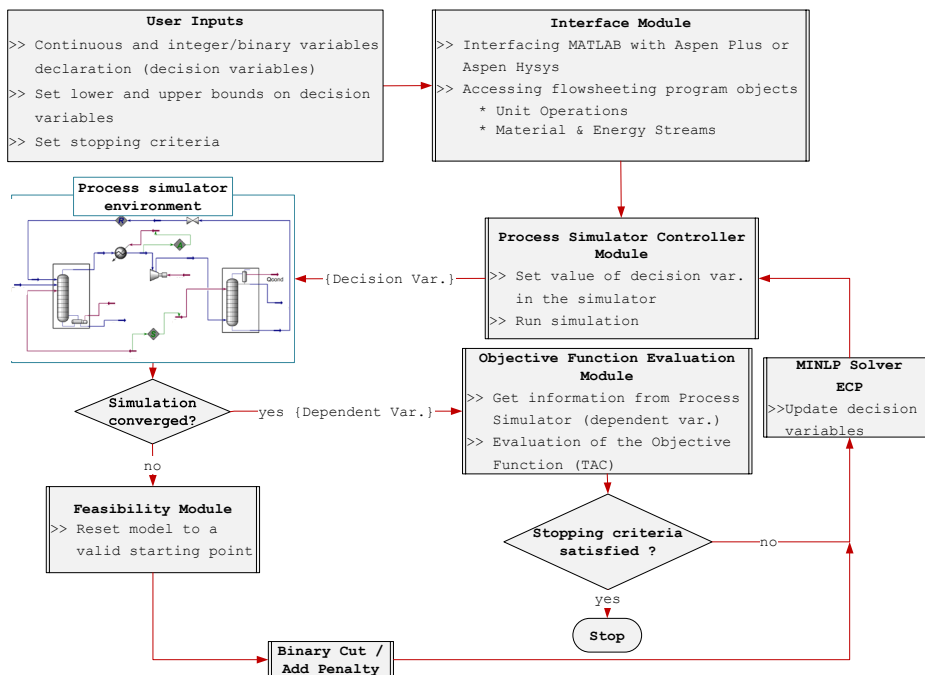 User Inputs
>> Continuous and integer/binary variables
declaration (decision variables)
>> Set lower and upper bounds on decision
variables
>> Set stopping criteria
Interface Module
>> Interfacing MATLAB with Aspen Plus or
Aspen Hysys
>> Accessing flowsheeting program objects
* Unit Operations
* Material & Energy Streams
Process simulator
environment
R
A
Qcond
S
Process Simulator Controller
Module
>> Set value of decision var.
in the simulator
>> Run simulation
{Decision Var.}
Simulation
converged?
yes {Dependent Var.}
no
Objective Function Evaluation
Module
>> Get information from Process
Simulator (dependent var.)
>> Evaluation of the Objective
Function (TAC)
MINLP Solver
ECP
>>Update decision
variables
Feasibility Module
>> Reset model to a
valid starting point
Stopping criteria
satisfied ?
no
yes
Stop
Binary Cut /
Add Penalty